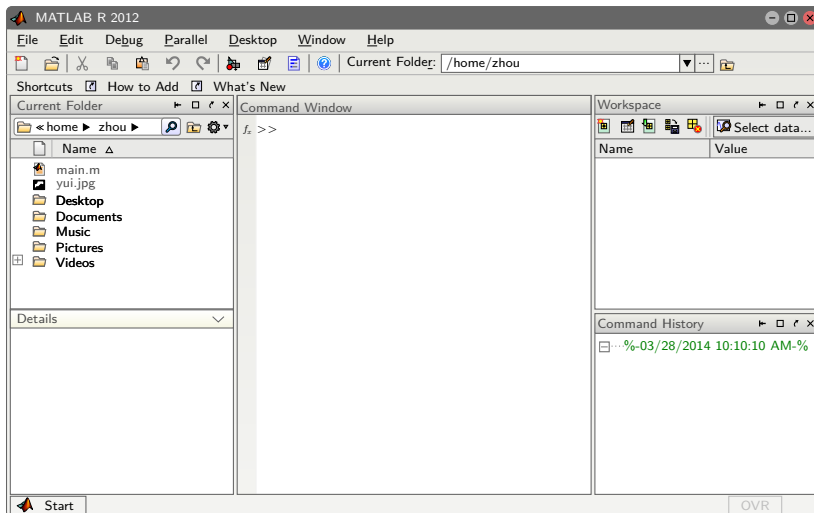 MATLAB R 2012
File Edit Debug Parallel Desktop Window Help
Current Folder: /home/zhou
Shortcuts How to Add What's New
Current Folder
« home ▶ zhou ▶
Name
main.m
yui.jpg
Desktop
Documents
Music
Pictures
Videos
Details
Command Window
fx >>
Workspace
Select data...
Name Value
Command History
%-03/28/2014 10:10:10 AM-%
Start
OVR